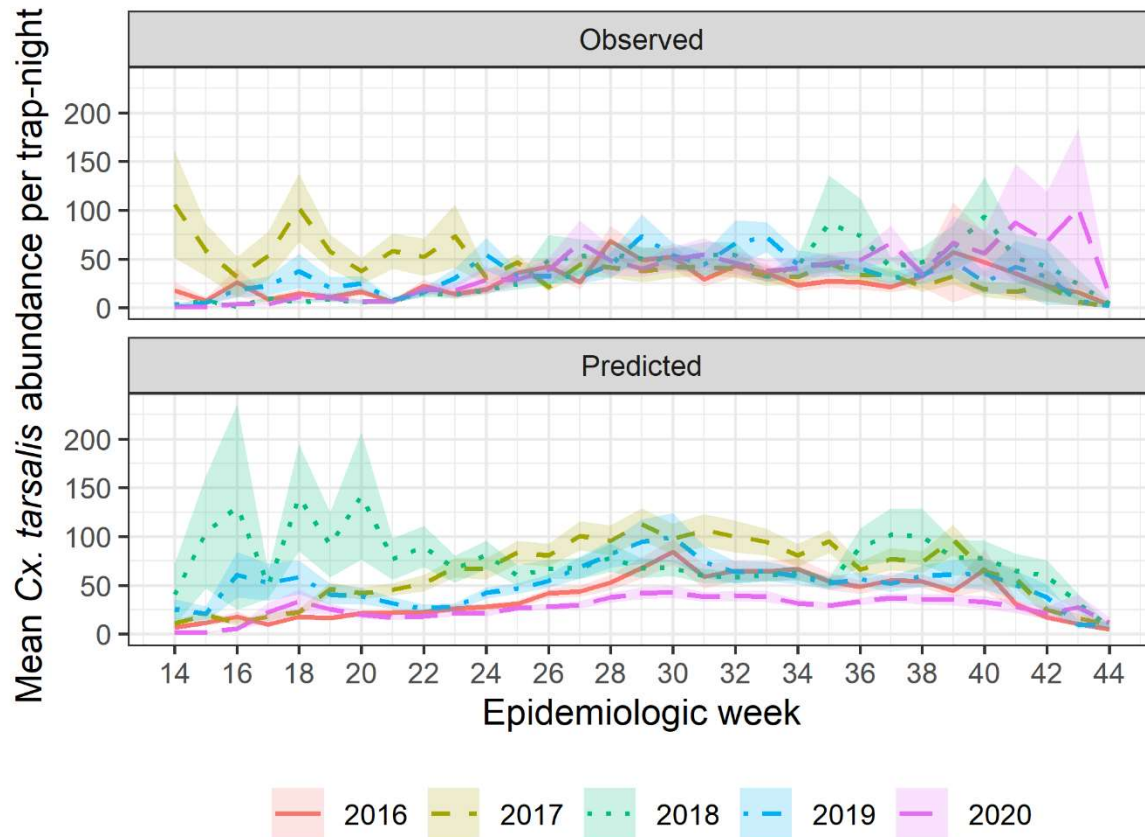 Observed
Mean Cx. tarsalis abundance per trap-night
200
150
100
50
0
Predicted
200
150
100
50
0
14 16 18 20 22 24 26 28 30 32 34 36 38 40 42 44
Epidemiologic week
2016 2017 2018 2019 2020